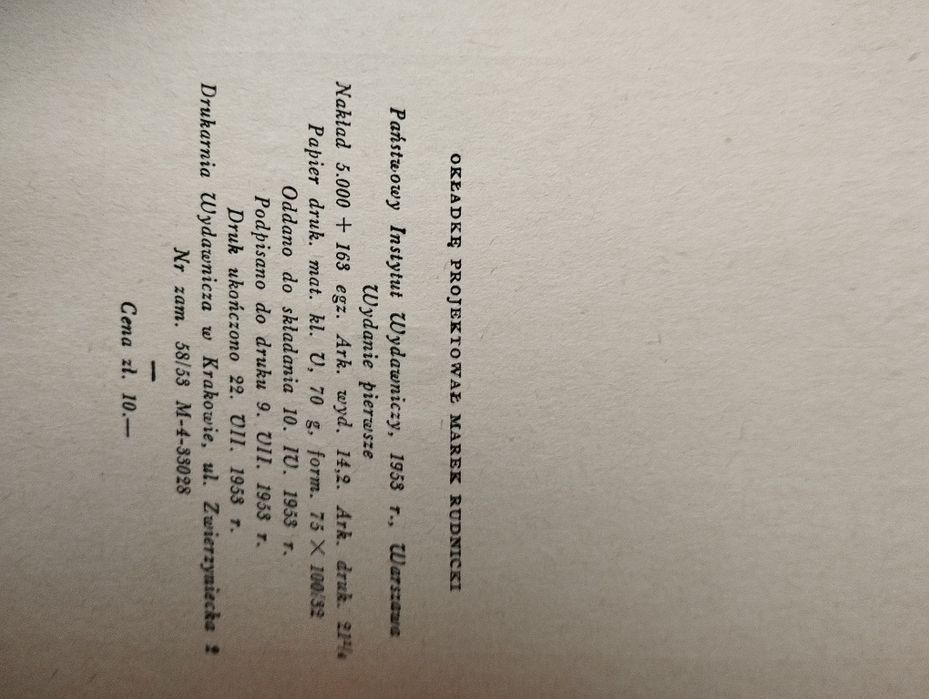 OKŁADKĘ PROJEKTOWAŁ MAREK RUDNICKI
Państwowy Instytut Wydawniczy, 1953 r., Warszawa
Wydanie pierwsze
Nakład 5.000 + 163 egz. Ark. wyd. 14,2. Ark. druk.
Papier druk. mat. kl. V, 70 g, form. 75 × 100/32
Oddano do składania 10. IV. 1953 r.
Podpisano do druku 9. VII. 1953 r.
Druk ukończono 22. VII. 1953 r.
Drukarnia Wydawnicza w Krakowie, ul. Zwierzyniecka 2
Nr zam. 58/53 M-4-33028
Cena zł. 10.—